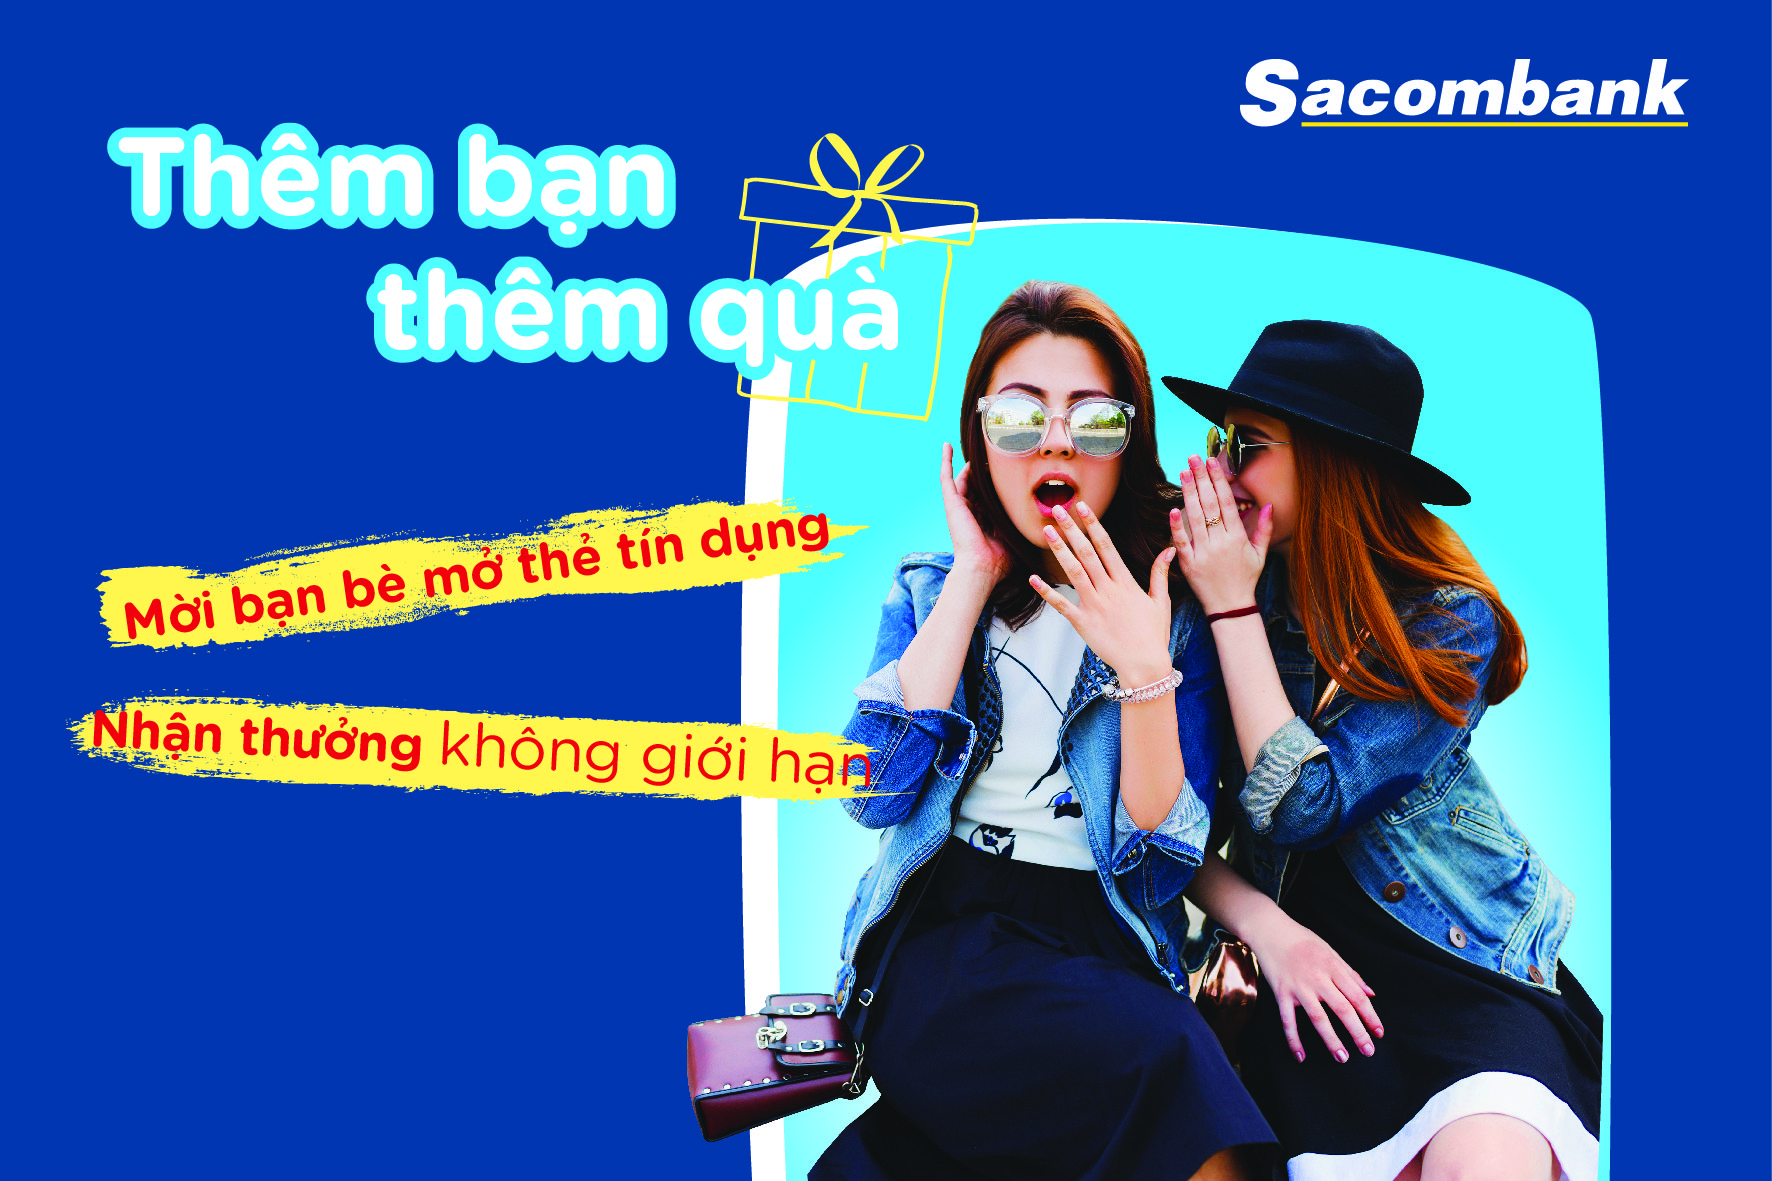 Sacombank
Thêm bạn
thêm quà
Mời bạn bè mở thẻ tín dụng
Nhận thưởng không giới hạn